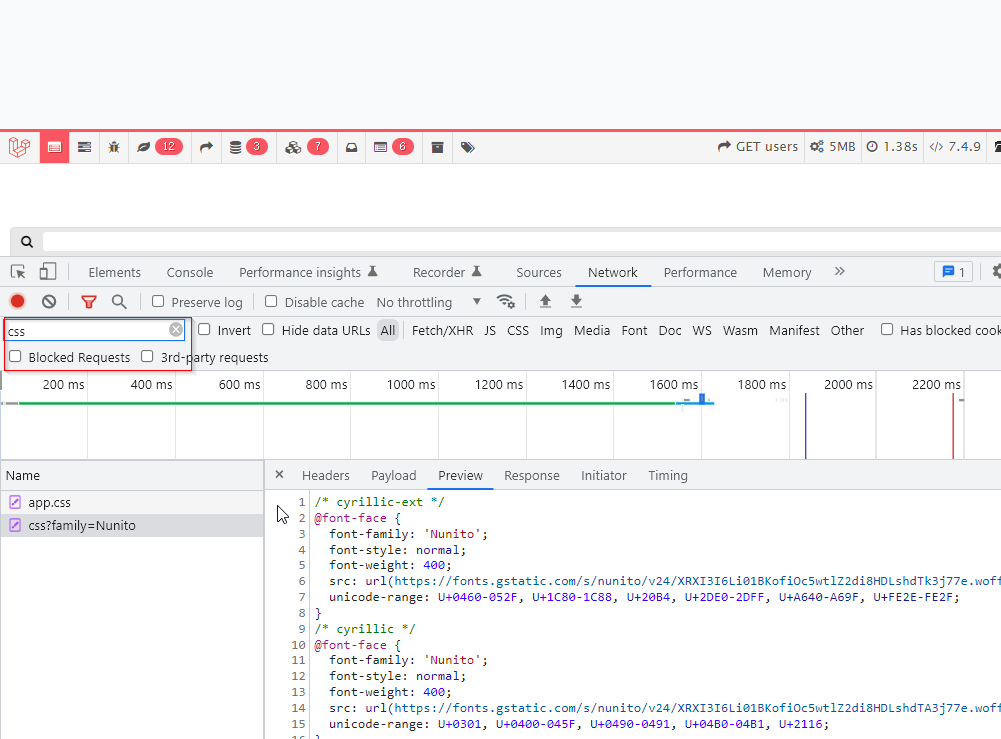 12 3 7 6 GET users 5MB 1.38s 7.4.9
Elements Console Performance insights Recorder Sources Network Performance Memory 1
Preserve log Disable cache No throttling
css Invert Hide data URLs All Fetch/XHR JS CSS Img Media Font Doc WS Wasm Manifest Other Has blocked cook
Blocked Requests 3rd-party requests
200 ms 400 ms 600 ms 800 ms 1000 ms 1200 ms 1400 ms 1600 ms 1800 ms 2000 ms 2200 ms
Name × Headers Payload Preview Response Initiator Timing
app.css
css?family=Nunito
1 /* cyrillic-ext */
2 @font-face {
3 font-family: 'Nunito';
4 font-style: normal;
5 font-weight: 400;
6 src: url(https://fonts.gstatic.com/s/nunito/v24/XRXI3I6Li01BKofiOc5wtlZ2di8HDLshdTk3j77e.woff
7 unicode-range: U+0460-052F, U+1C80-1C88, U+20B4, U+2DE0-2DFF, U+A640-A69F, U+FE2E-FE2F;
8 }
9 /* cyrillic */
10 @font-face {
11 font-family: 'Nunito';
12 font-style: normal;
13 font-weight: 400;
14 src: url(https://fonts.gstatic.com/s/nunito/v24/XRXI3I6Li01BKofiOc5wtlZ2di8HDLshdTA3j77e.woff
15 unicode-range: U+0301, U+0400-045F, U+0490-0491, U+04B0-04B1, U+2116;